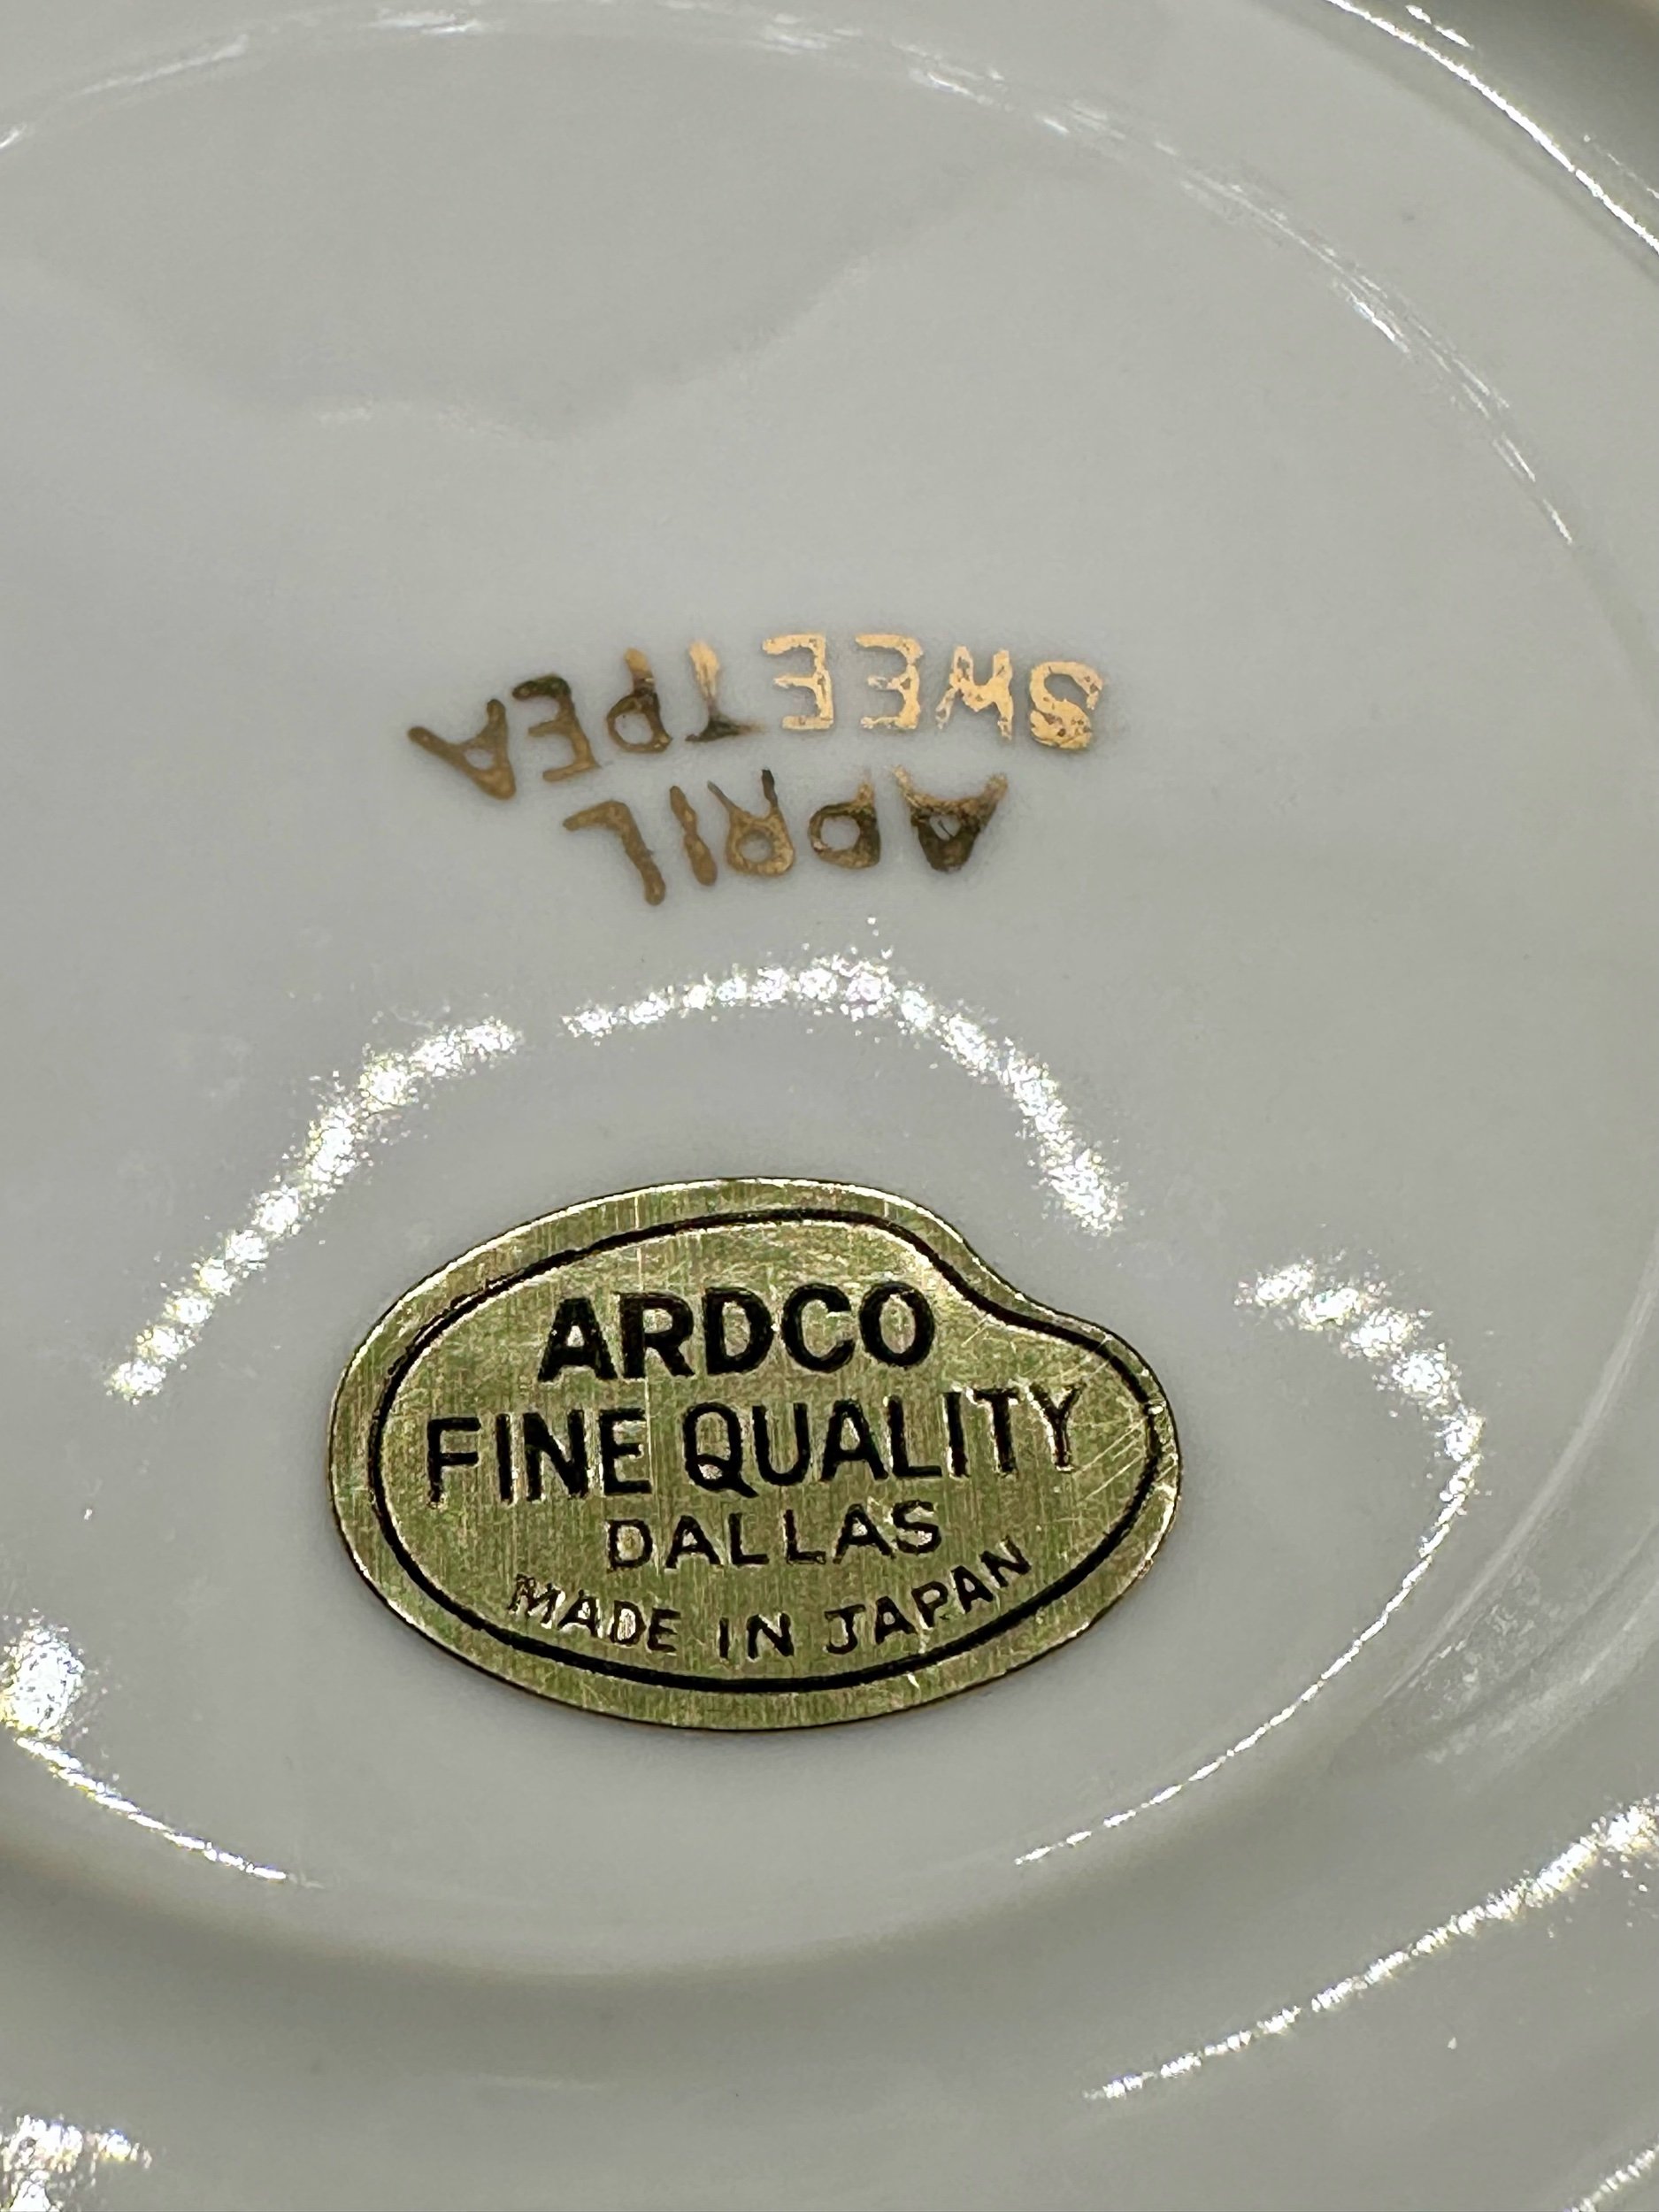 APRIL
SWEETPEA
ARDCO
FINE QUALITY
DALLAS
MADE IN JAPAN